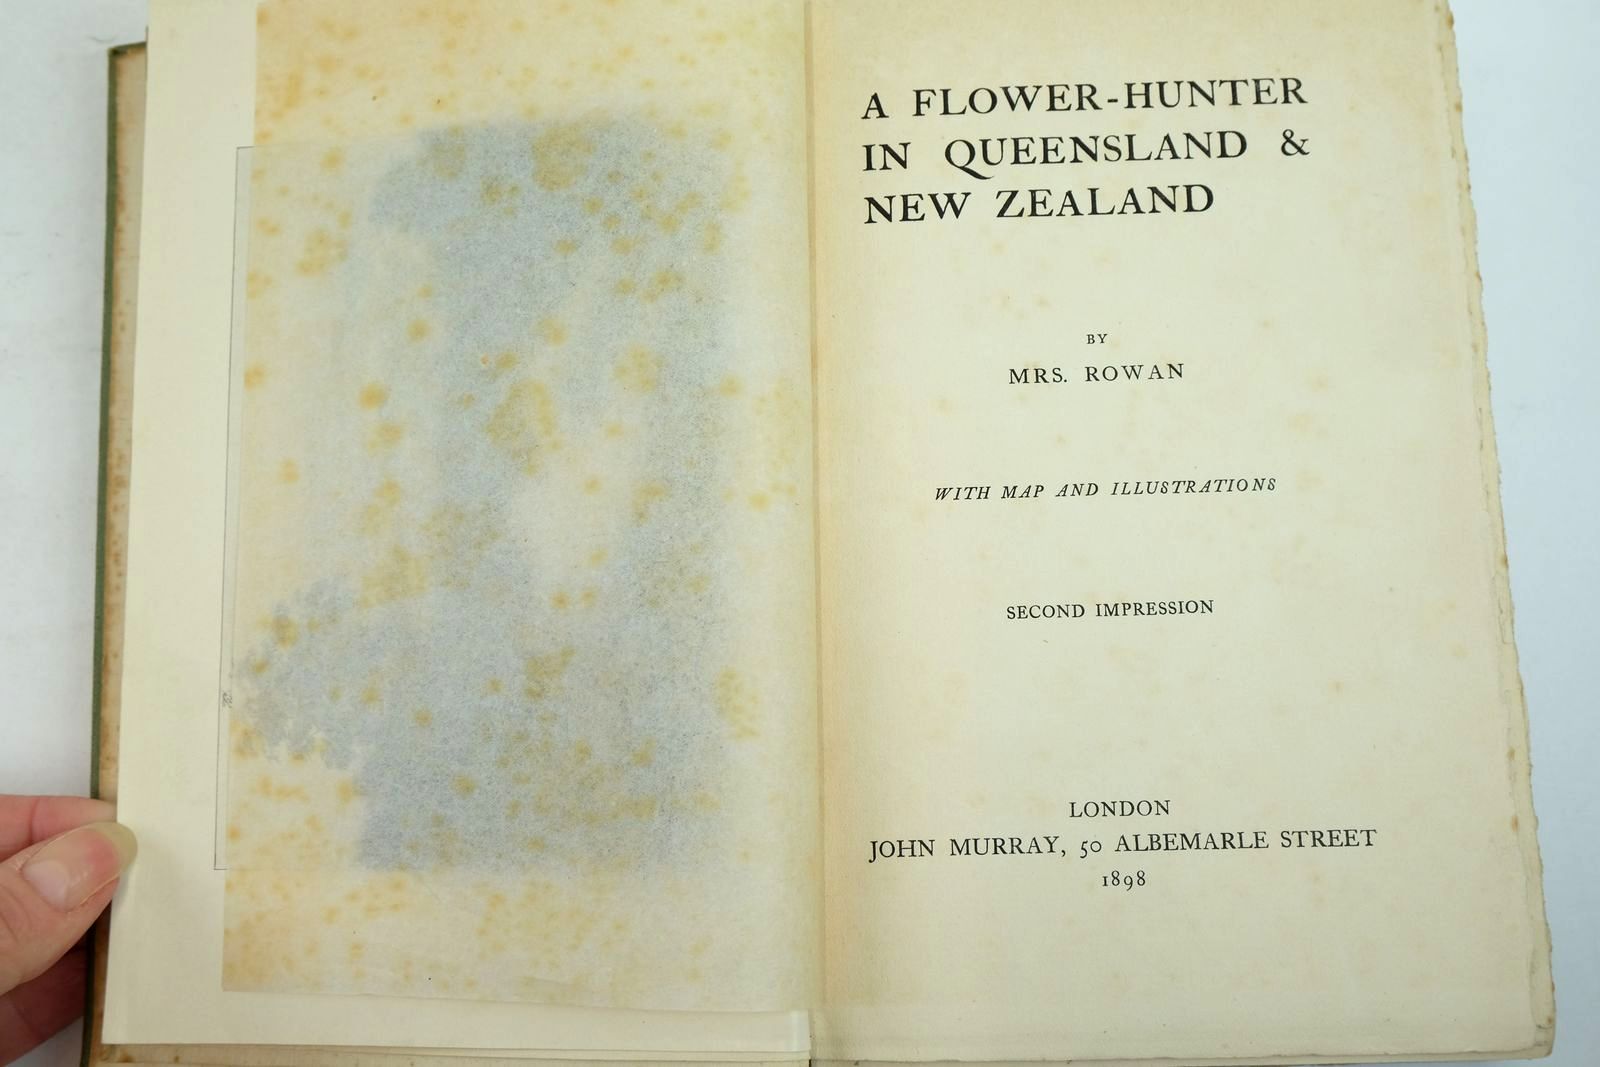 A FLOWER-HUNTER
IN QUEENSLAND &
NEW ZEALAND
BY
MRS. ROWAN
WITH MAP AND ILLUSTRATIONS
SECOND IMPRESSION
LONDON
JOHN MURRAY, 50 ALBEMARLE STREET
1898